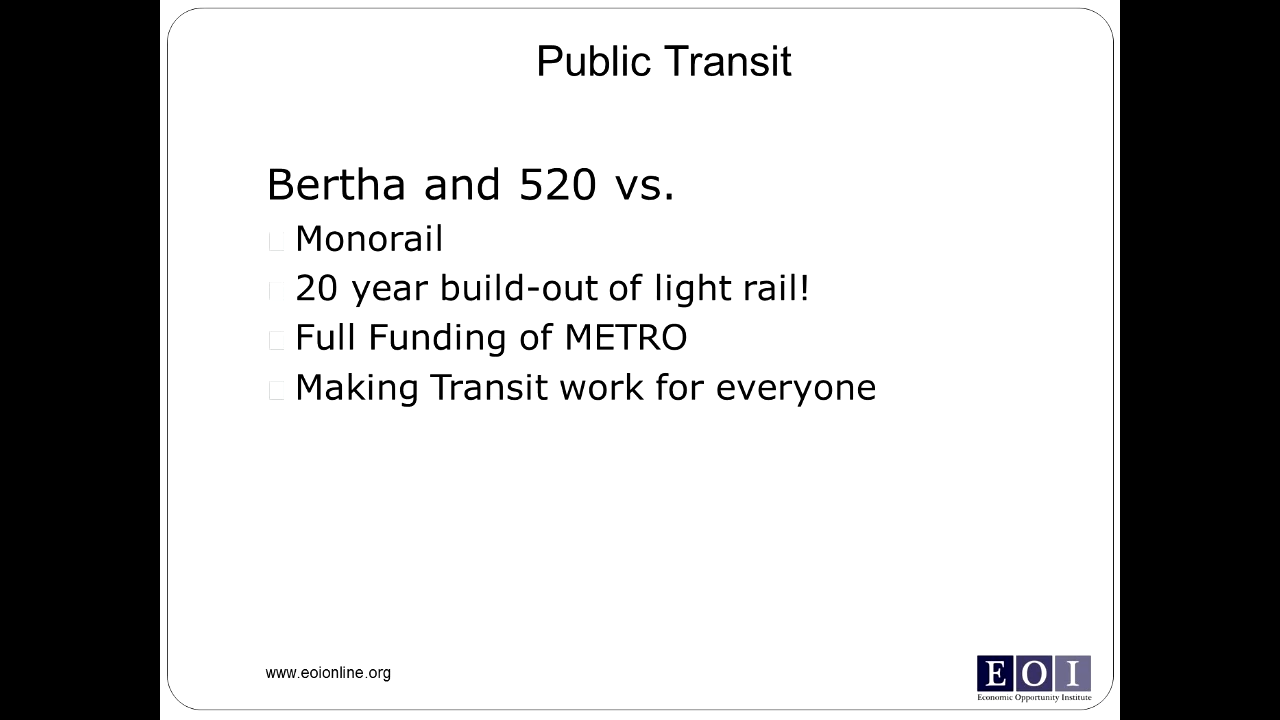 Public Transit
Bertha and 520 vs.
Monorail
20 year build-out of light rail!
Full Funding of METRO
Making Transit work for everyone
www.eoionline.org
EOI
Economic Opportunity Institute